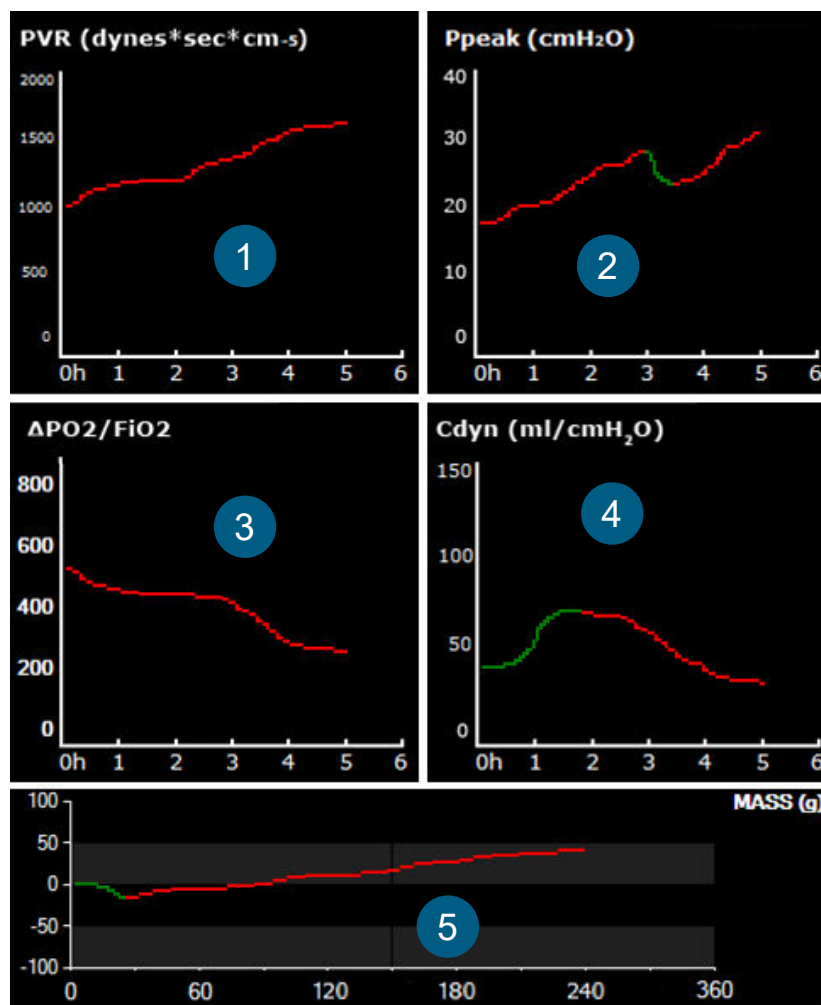 PVR (dynes*sec*cm-5)
2000
1500
1000
500
0
0h 1 2 3 4 5 6
1
Ppeak (cmH2O)
40
30
20
10
0
0h 1 2 3 4 5 6
2
ΔPO2/FiO2
800
600
400
200
0
0h 1 2 3 4 5 6
3
Cdyn (ml/cmH₂O)
150
100
50
0
0h 1 2 3 4 5 6
4
MASS (g)
100
50
0
-50
-100
0 60 120 180 240 300 360
5